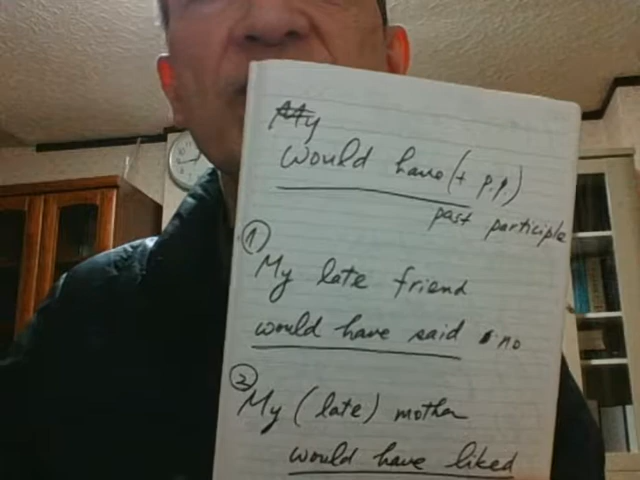 My
would have (+ p.p)
past participle
① My late friend
would have said no
② My (late) mother
would have liked